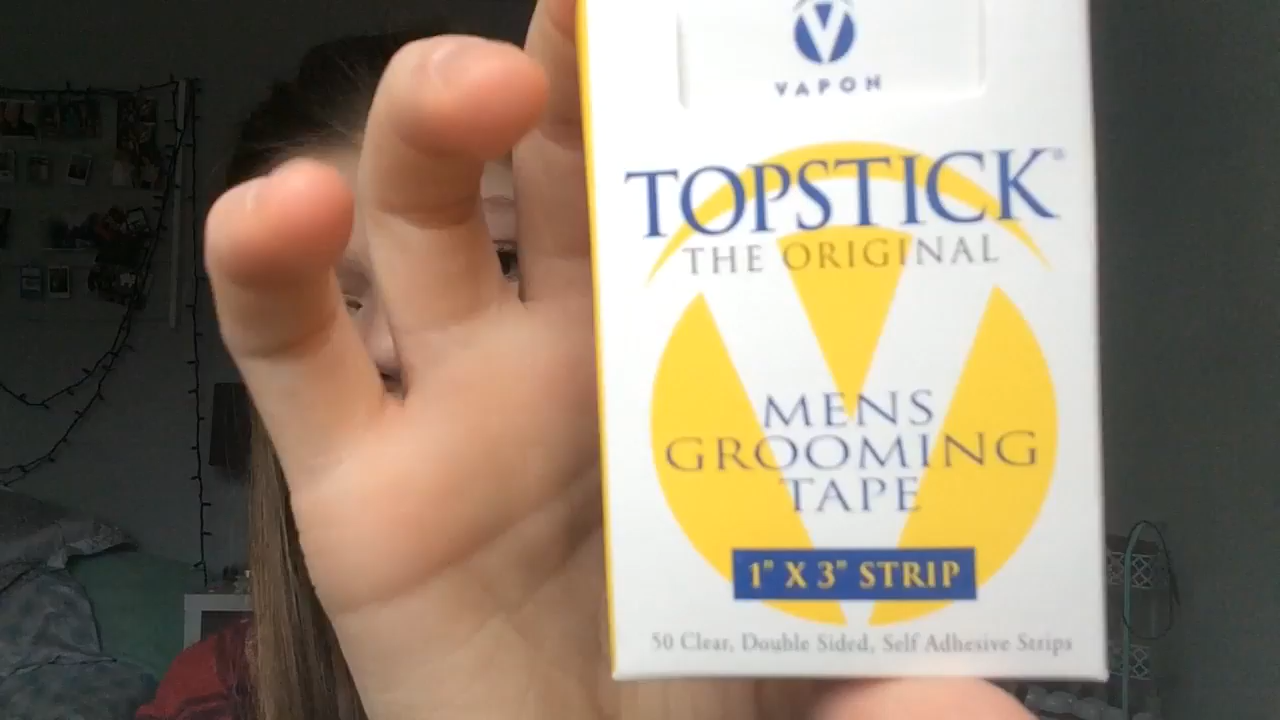 VAPON
TOPSTICK®
THE ORIGINAL
MENS
GROOMING
TAPE
1" X 3" STRIP
50 Clear, Double Sided, Self Adhesive Strips